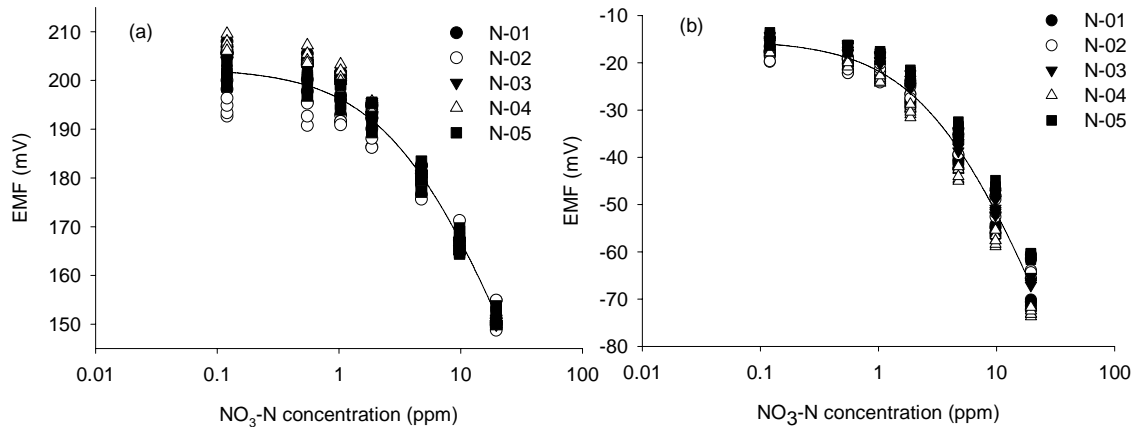 (a)
N-01
N-02
N-03
N-04
N-05
210
200
190
180
170
160
150
EMF (mV)
0.01 0.1 1 10 100
NO3-N concentration (ppm)
(b)
N-01
N-02
N-03
N-04
N-05
-10
-20
-30
-40
-50
-60
-70
-80
EMF (mV)
0.01 0.1 1 10 100
NO3-N concentration (ppm)